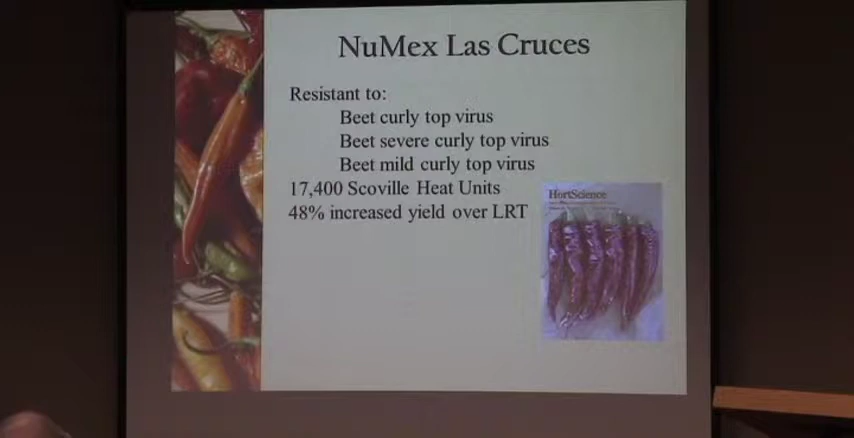 NuMex Las Cruces
Resistant to:
Beet curly top virus
Beet severe curly top virus
Beet mild curly top virus
17,400 Scoville Heat Units
48% increased yield over LRT
HortScience